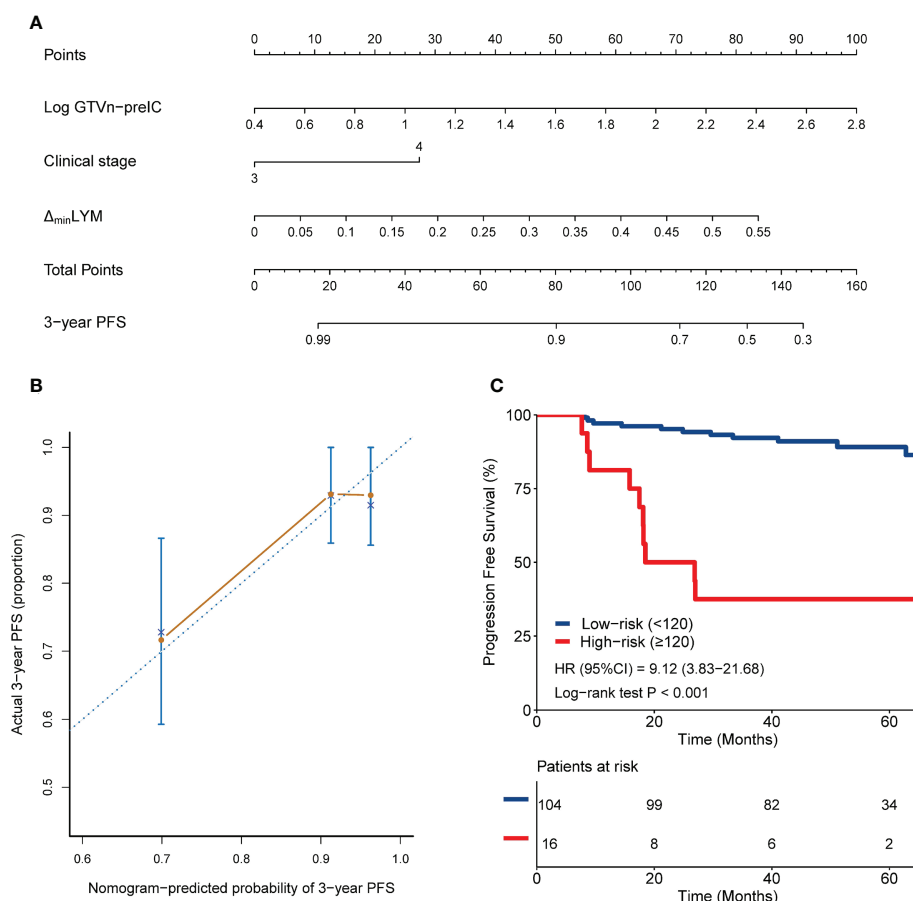 A
Points
0 10 20 30 40 50 60 70 80 90 100
Log GTVn−preIC
0.4 0.6 0.8 1 1.2 1.4 1.6 1.8 2 2.2 2.4 2.6 2.8
Clinical stage
4
3
ΔminLYM
0 0.05 0.1 0.15 0.2 0.25 0.3 0.35 0.4 0.45 0.5 0.55
Total Points
0 20 40 60 80 100 120 140 160
3−year PFS
0.99 0.9 0.7 0.5 0.3
B
Actual 3−year PFS (proportion)
1.0
0.9
0.8
0.7
0.6
0.5
0.6 0.7 0.8 0.9 1.0
Nomogram−predicted probability of 3−year PFS
C
Progression Free Survival (%)
100
75
50
25
0
Low−risk (<120)
High−risk (≥120)
HR (95%CI) = 9.12 (3.83−21.68)
Log−rank test P < 0.001
0 20 40 60
Time (Months)
Patients at risk
104 99 82 34
16 8 6 2
0 20 40 60
Time (Months)